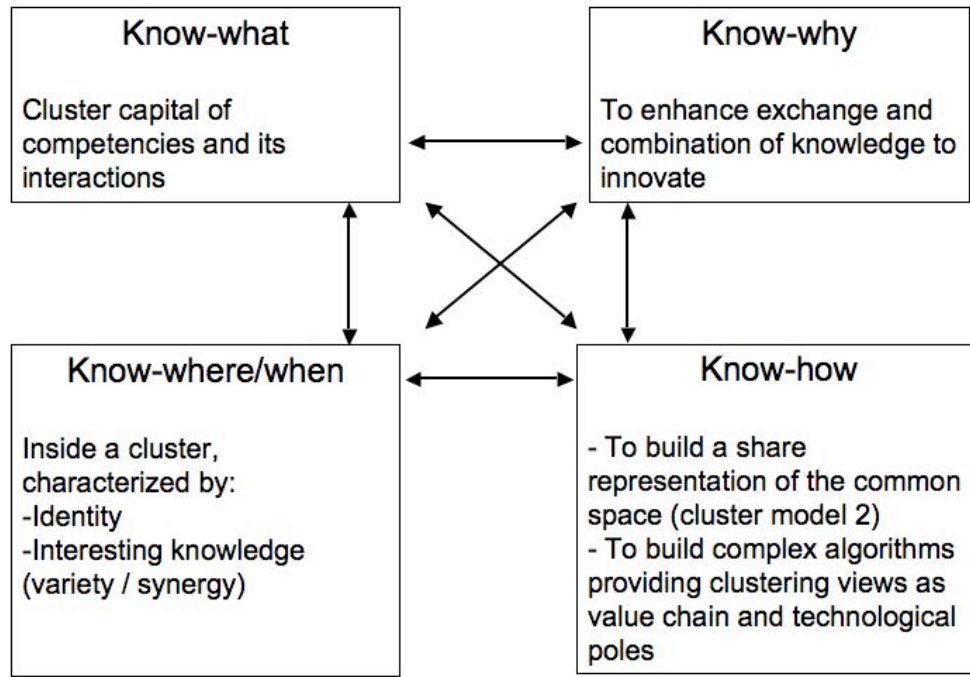 Know-what
Cluster capital of
competencies and its
interactions
Know-why
To enhance exchange and
combination of knowledge to
innovate
Know-where/when
Inside a cluster,
characterized by:
-Identity
-Interesting knowledge
(variety / synergy)
Know-how
- To build a share
representation of the common
space (cluster model 2)
- To build complex algorithms
providing clustering views as
value chain and technological
poles